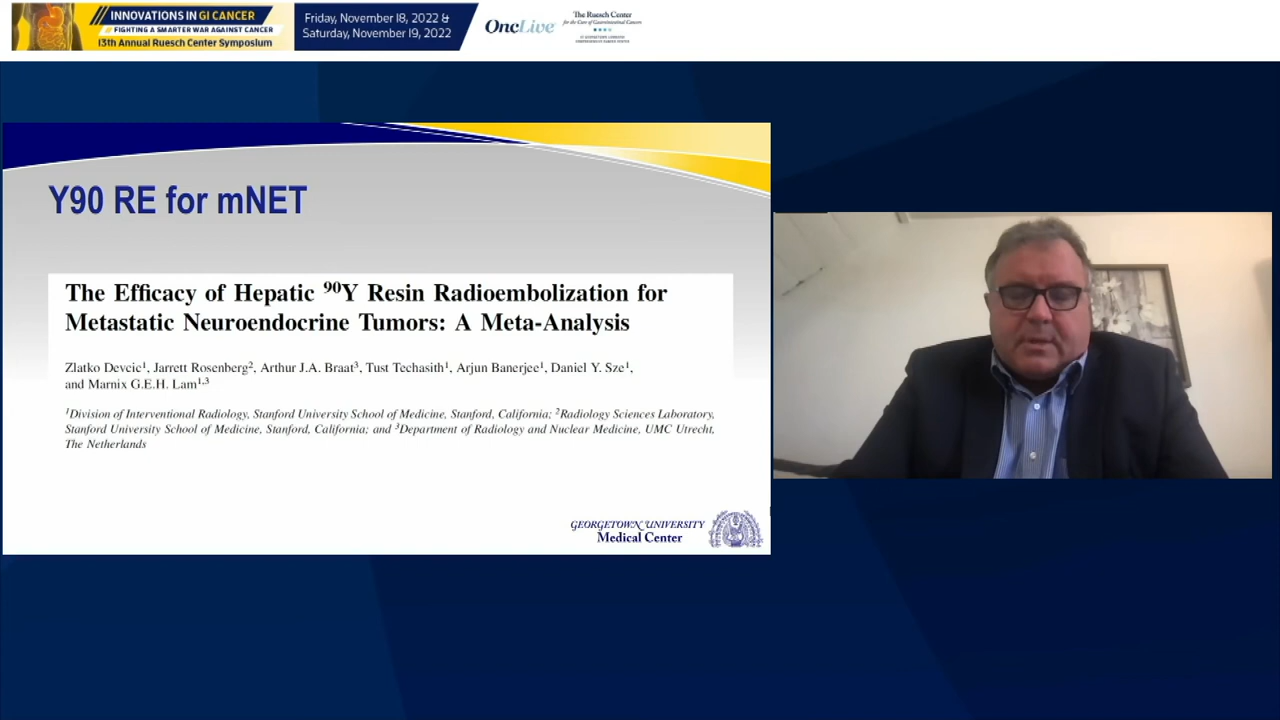 INNOVATIONS IN GI CANCER
FIGHTING A SMARTER WAR AGAINST CANCER
13th Annual Ruesch Center Symposium
Friday, November 18, 2022 &
Saturday, November 19, 2022
OncLive
The Ruesch Center
for the Cure of Gastrointestinal Cancers
Y90 RE for mNET
The Efficacy of Hepatic ⁹⁰Y Resin Radioembolization for
Metastatic Neuroendocrine Tumors: A Meta-Analysis
Zlatko Devcic¹, Jarrett Rosenberg², Arthur J.A. Braat³, Tust Techasith¹, Arjun Banerjee¹, Daniel Y. Sze¹,
and Marnix G.E.H. Lam¹,³
¹Division of Interventional Radiology, Stanford University School of Medicine, Stanford, California; ²Radiology Sciences Laboratory,
Stanford University School of Medicine, Stanford, California; and ³Department of Radiology and Nuclear Medicine, UMC Utrecht,
The Netherlands
GEORGETOWN UNIVERSITY
Medical Center